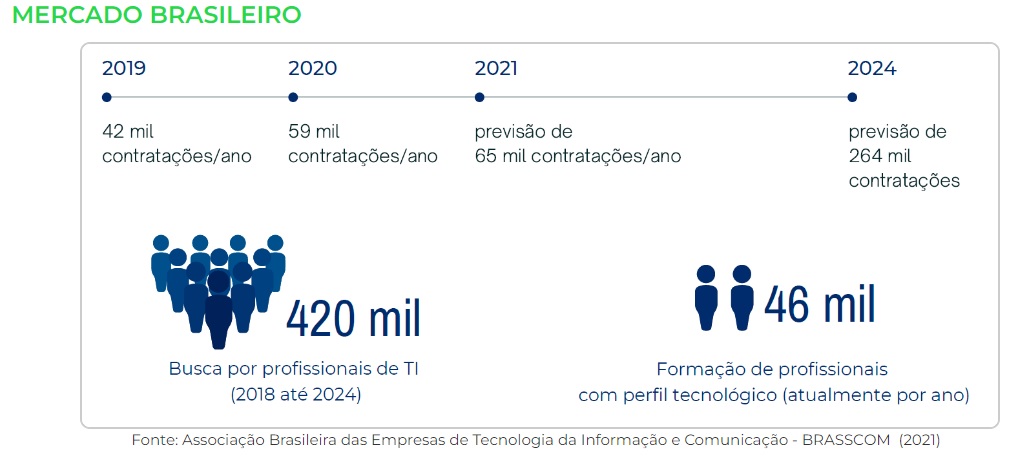 MERCADO BRASILEIRO
2019
42 mil
contratações/ano
2020
59 mil
contratações/ano
2021
previsão de
65 mil contratações/ano
2024
previsão de
264 mil
contratações
420 mil
Busca por profissionais de TI
(2018 até 2024)
46 mil
Formação de profissionais
com perfil tecnológico (atualmente por ano)
Fonte: Associação Brasileira das Empresas de Tecnologia da Informação e Comunicação - BRASSCOM (2021)